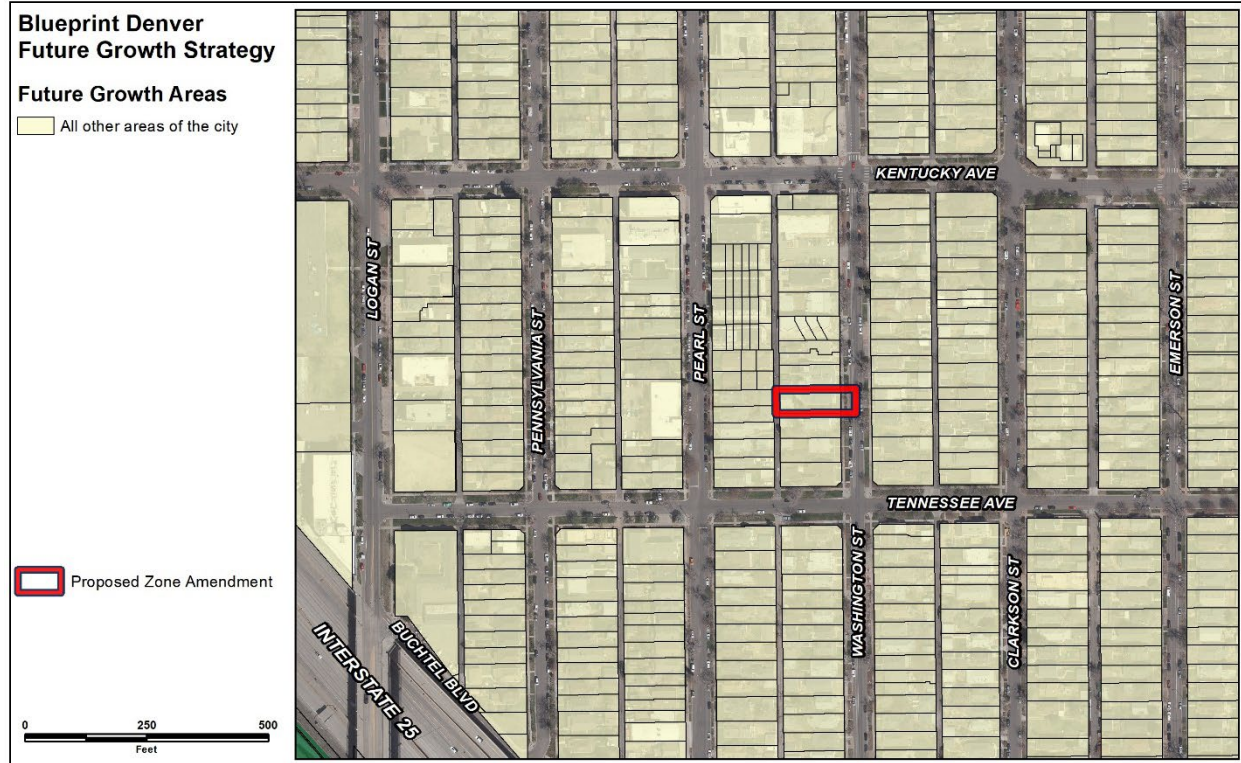 Blueprint Denver
Future Growth Strategy
Future Growth Areas
All other areas of the city
KENTUCKY AVE
LOGAN ST
PENNSYLVANIA ST
PEARL ST
EMERSON ST
TENNESSEE AVE
WASHINGTON ST
CLARKSON ST
Proposed Zone Amendment
BUCHTEL BLVD
INTERSTATE 25
0 250 500
Feet